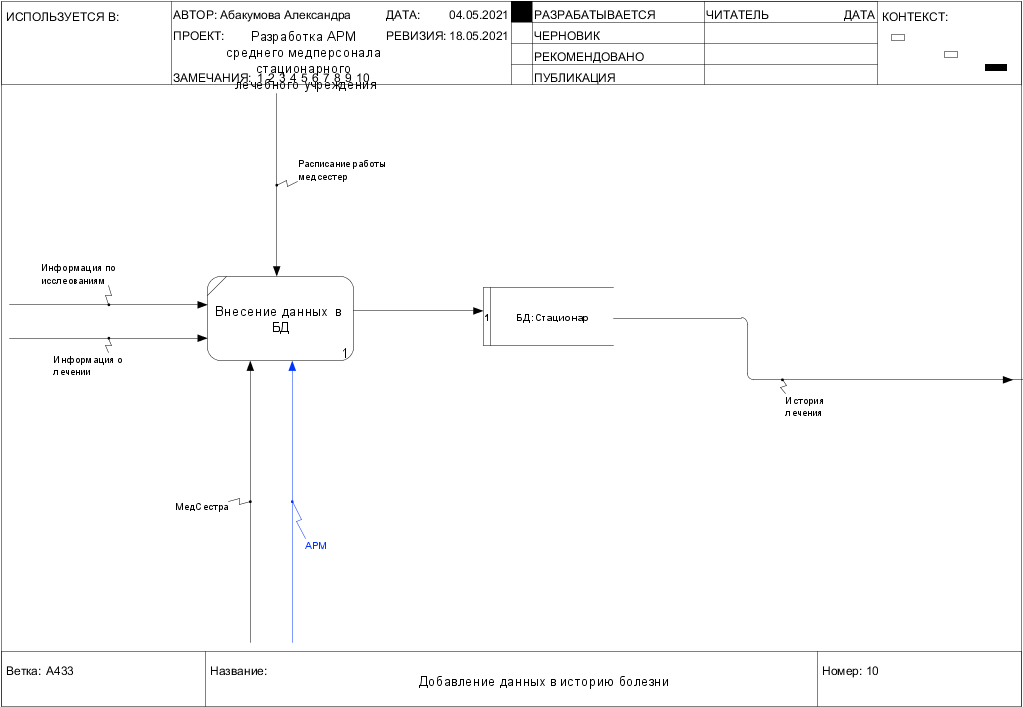 ИСПОЛЬЗУЕТСЯ В:
АВТОР: Абакумова Александра
ДАТА: 04.05.2021
ПРОЕКТ: Разработка АРМ
среднего медперсонала
стационарного
лечебного учреждения
РЕВИЗИЯ: 18.05.2021
ЗАМЕЧАНИЯ: 1 2 3 4 5 6 7 8 9 10
РАЗРАБАТЫВАЕТСЯ
ЧЕРНОВИК
РЕКОМЕНДОВАНО
ПУБЛИКАЦИЯ
ЧИТАТЕЛЬ ДАТА
КОНТЕКСТ:
Расписание работы
медсестер
Информация по
исслеованиям
Внесение данных в
БД
1
1
БД: Стационар
Информация о
лечении
История
лечения
МедСестра
АРМ
Ветка: A433
Название:
Добавление данных в историю болезни
Номер: 10